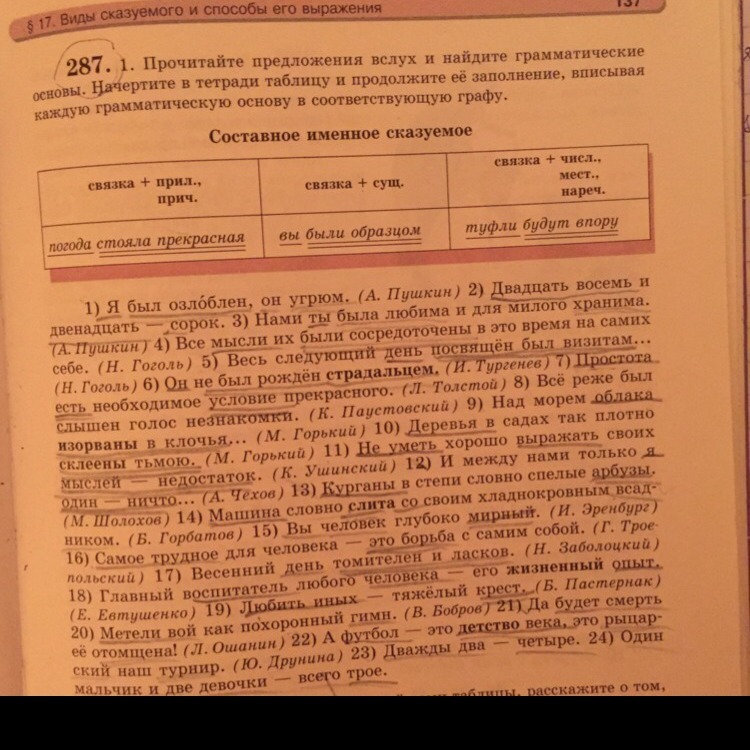 § 17. Виды сказуемого и способы его выражения
137
287. 1. Прочитайте предложения вслух и найдите грамматические
основы. Начертите в тетради таблицу и продолжите её заполнение, вписывая
каждую грамматическую основу в соответствующую графу.
Составное именное сказуемое
связка + прил.,
прич.
связка + сущ.
связка + числ.,
мест.,
нареч.
погода стояла прекрасная
вы были образцом
туфли будут впору
1) Я был озло́блен, он угрюм. (А. Пушкин) 2) Двадцать восемь и
двенадцать — сорок. 3) Нами ты была любима и для милого хранима.
(А. Пушкин) 4) Все мысли их были сосредоточены в это время на самих
себе. (Н. Гоголь) 5) Весь следующий день посвящён был визитам...
(Н. Гоголь) 6) Он не был рождён страдальцем. (И. Тургенев) 7) Простота
есть необходимое условие прекрасного. (Л. Толстой) 8) Всё реже был
слышен голос незнакомки. (К. Паустовский) 9) Над морем облака
изорваны в клочья... (М. Горький) 10) Деревья в садах так плотно
склеены тьмою. (М. Горький) 11) Не уметь хорошо выражать своих
мыслей — недостаток. (К. Ушинский) 12) И между нами только я
один — ничто... (А. Чехов) 13) Курганы в степи словно спелые арбузы.
(М. Шолохов) 14) Машина словно слита со своим хладнокровным всад-
ником. (Б. Горбатов) 15) Вы человек глубоко мирный. (И. Эренбург)
16) Самое трудное для человека — это борьба с самим собой. (Г. Трое-
польский) 17) Весенний день томителен и ласков. (Н. Заболоцкий)
18) Главный воспитатель любого человека — его жизненный опыт.
(Е. Евтушенко) 19) Любить иных — тяжёлый крест. (Б. Пастернак)
20) Метели вой как похоронный гимн. (В. Бобров) 21) Да будет смерть
её отомщена! (Л. Ошанин) 22) А футбол — это детство века, это рыцар-
ский наш турнир. (Ю. Друнина) 23) Дважды два — четыре. 24) Один
мальчик и две девочки — всего трое.
таблицы, расскажите о том,